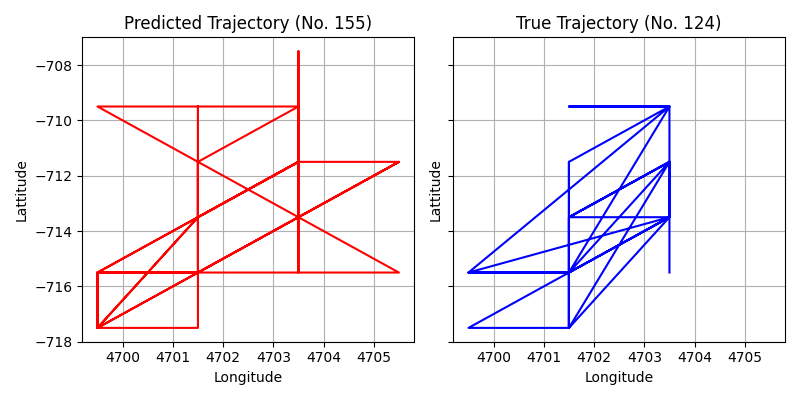 Predicted Trajectory (No. 155)
True Trajectory (No. 124)
Lattitude
−708
−710
−712
−714
−716
−718
4700 4701 4702 4703 4704 4705
Longitude
Lattitude
4700 4701 4702 4703 4704 4705
Longitude